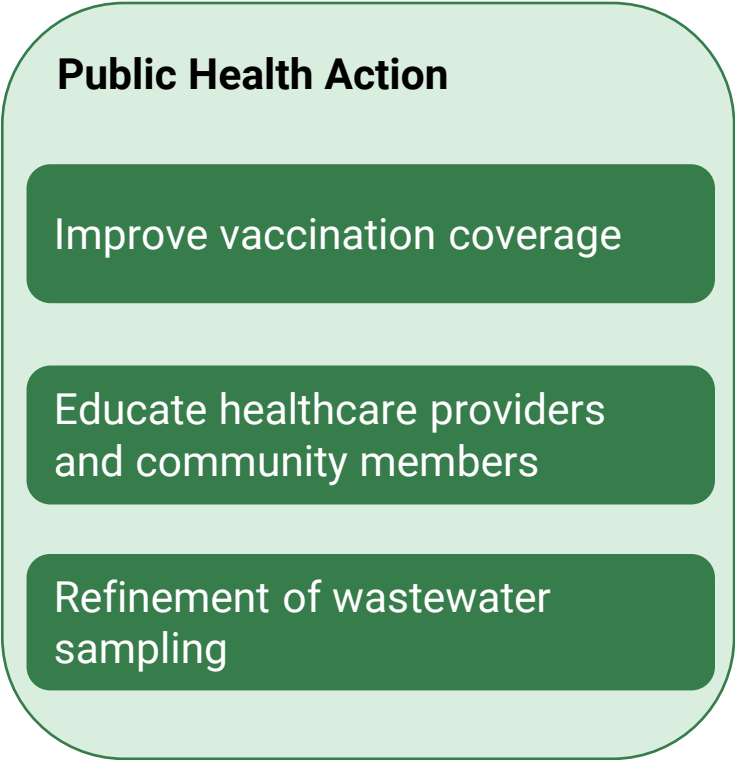 Public Health Action
Improve vaccination coverage
Educate healthcare providers
and community members
Refinement of wastewater
sampling